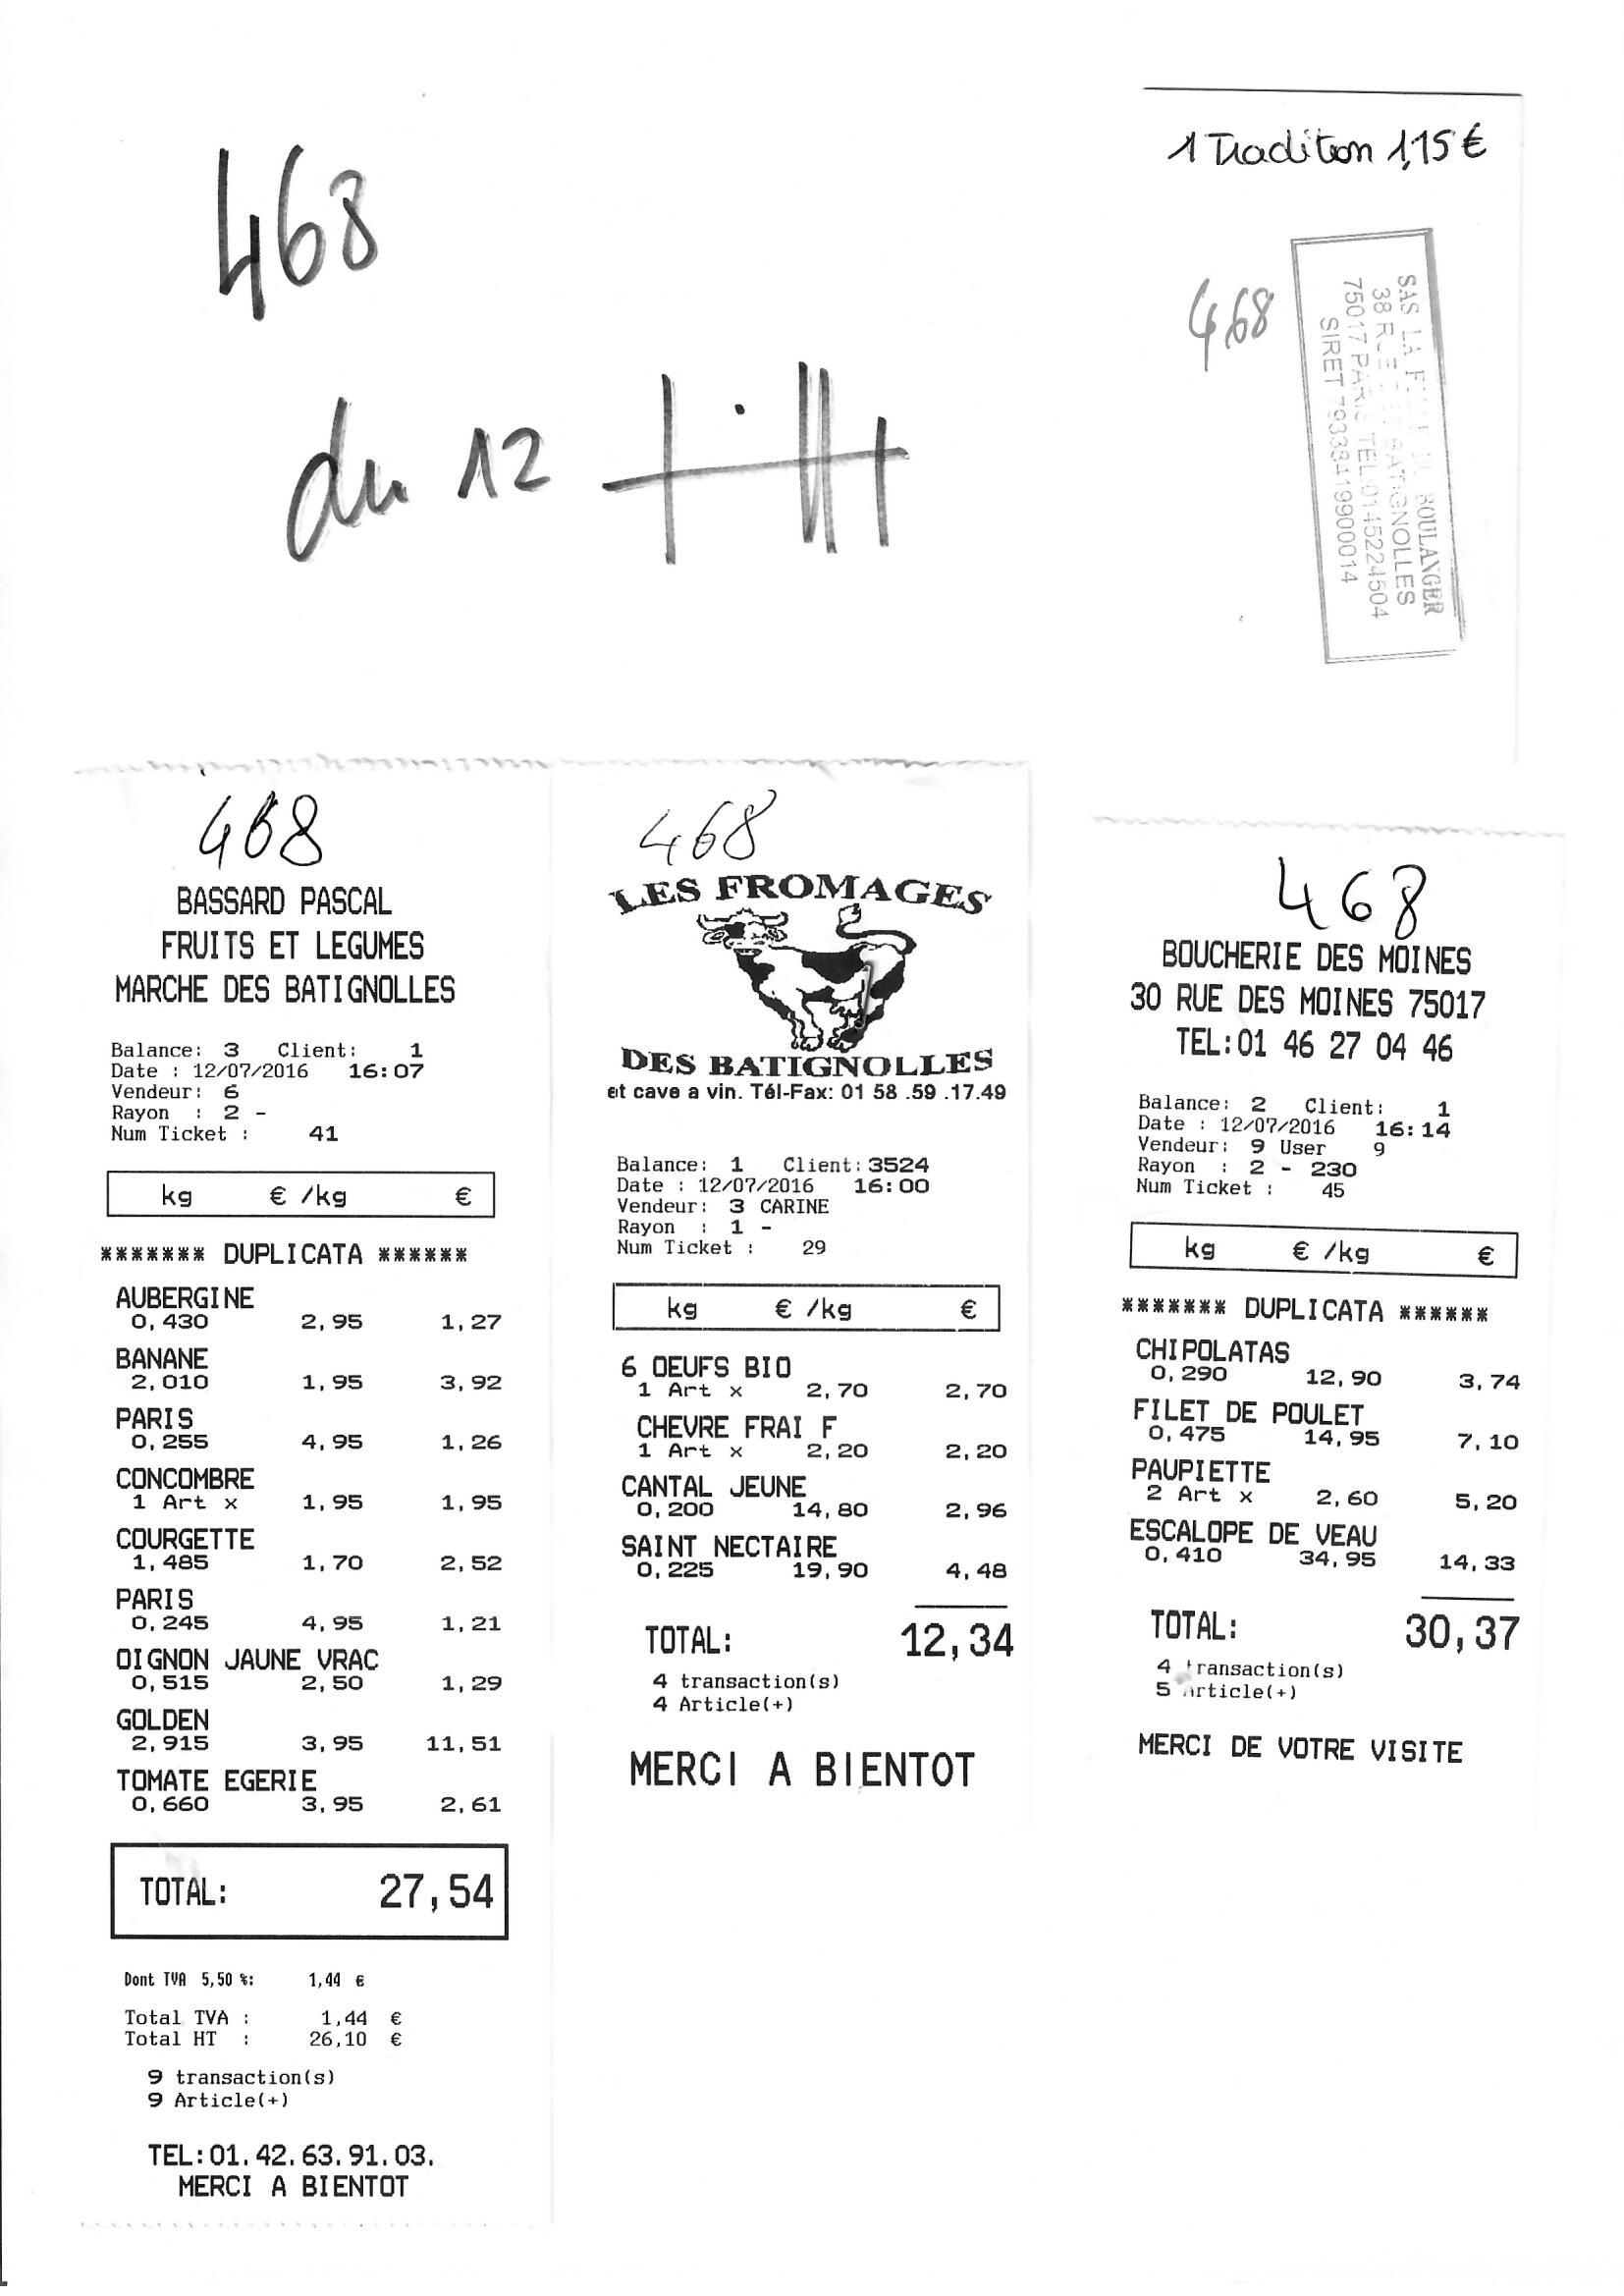 468
du 12
1 Tradition 1,15 €
468
SAS LA BOULANGER
38 R BATIGNOLLES
75017 PARIS TEL:0145224504
SIRET 79338419900014
468
BASSARD PASCAL
FRUITS ET LEGUMES
MARCHE DES BATIGNOLLES
Balance: 3 Client: 1
Date : 12/07/2016 16:07
Vendeur: 6
Rayon : 2 -
Num Ticket : 41
kg € /kg €
******* DUPLICATA ******
AUBERGINE
0,430 2,95 1,27
BANANE
2,010 1,95 3,92
PARIS
0,255 4,95 1,26
CONCOMBRE
1 Art x 1,95 1,95
COURGETTE
1,485 1,70 2,52
PARIS
0,245 4,95 1,21
OIGNON JAUNE VRAC
0,515 2,50 1,29
GOLDEN
2,915 3,95 11,51
TOMATE EGERIE
0,660 3,95 2,61
TOTAL: 27,54
Dont TVA 5,50 %: 1,44 €
Total TVA : 1,44 €
Total HT : 26,10 €
9 transaction(s)
9 Article(+)
TEL:01.42.63.91.03.
MERCI A BIENTOT
468
LES FROMAGES
DES BATIGNOLLES
et cave a vin. Tél-Fax: 01 58 .59 .17.49
Balance: 1 Client:3524
Date : 12/07/2016 16:00
Vendeur: 3 CARINE
Rayon : 1 -
Num Ticket : 29
kg € /kg €
6 OEUFS BIO
1 Art x 2,70 2,70
CHEVRE FRAI F
1 Art x 2,20 2,20
CANTAL JEUNE
0,200 14,80 2,96
SAINT NECTAIRE
0,225 19,90 4,48
TOTAL: 12,34
4 transaction(s)
4 Article(+)
MERCI A BIENTOT
468
BOUCHERIE DES MOINES
30 RUE DES MOINES 75017
TEL:01 46 27 04 46
Balance: 2 Client: 1
Date : 12/07/2016 16:14
Vendeur: 9 User 9
Rayon : 2 - 230
Num Ticket : 45
kg € /kg €
******* DUPLICATA ******
CHIPOLATAS
0,290 12,90 3,74
FILET DE POULET
0,475 14,95 7,10
PAUPIETTE
2 Art x 2,60 5,20
ESCALOPE DE VEAU
0,410 34,95 14,33
TOTAL: 30,37
4 transaction(s)
5 Article(+)
MERCI DE VOTRE VISITE